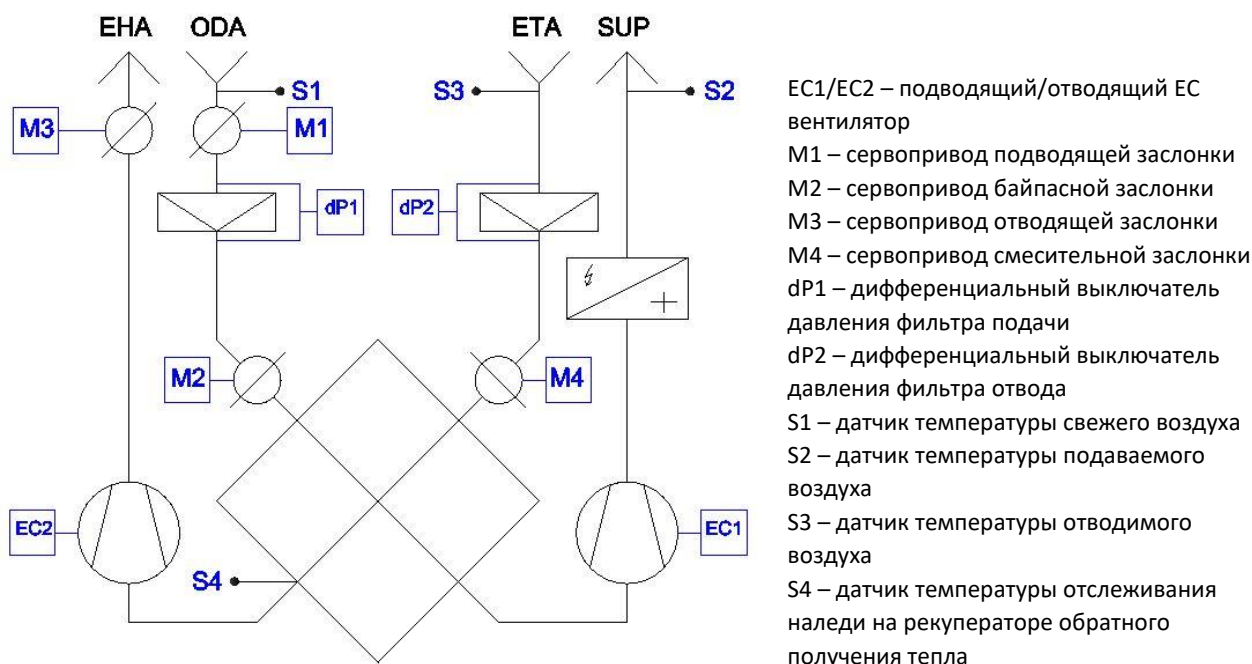 EHA ODA ETA SUP
S1 S3 S2
M3 M1
dP1 dP2
M2 M4
EC2 EC1
S4
EC1/EC2 – подводящий/отводящий ЕС
вентилятор
M1 – сервопривод подводящей заслонки
M2 – сервопривод байпасной заслонки
M3 – сервопривод отводящей заслонки
M4 – сервопривод смесительной заслонки
dP1 – дифференциальный выключатель
давления фильтра подачи
dP2 – дифференциальный выключатель
давления фильтра отвода
S1 – датчик температуры свежего воздуха
S2 – датчик температуры подаваемого
воздуха
S3 – датчик температуры отводимого
воздуха
S4 – датчик температуры отслеживания
наледи на рекуператоре обратного
получения тепла